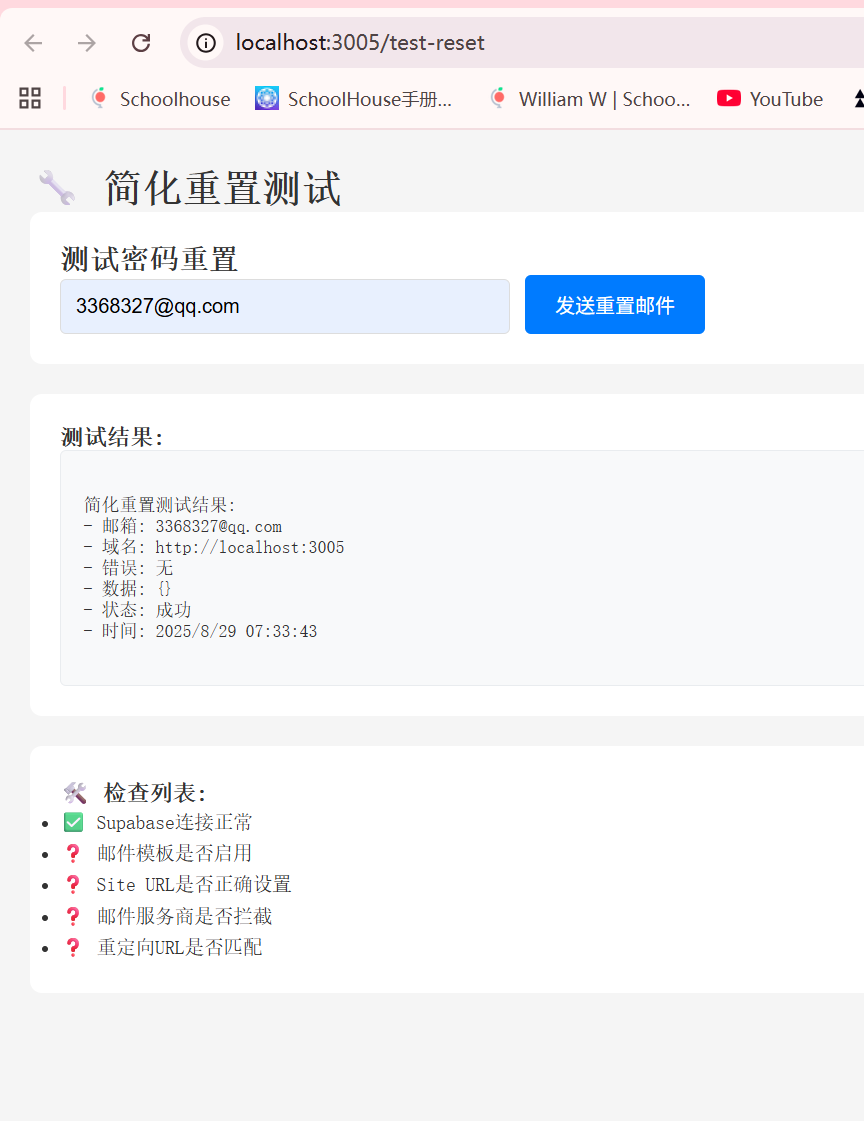 localhost:3005/test-reset
Schoolhouse SchoolHouse手册... William W | Schoo... YouTube
简化重置测试
测试密码重置
3368327@qq.com 发送重置邮件
测试结果:
简化重置测试结果:
- 邮箱: 3368327@qq.com
- 域名: http://localhost:3005
- 错误: 无
- 数据: {}
- 状态: 成功
- 时间: 2025/8/29 07:33:43
检查列表:
Supabase连接正常
邮件模板是否启用
Site URL是否正确设置
邮件服务商是否拦截
重定向URL是否匹配